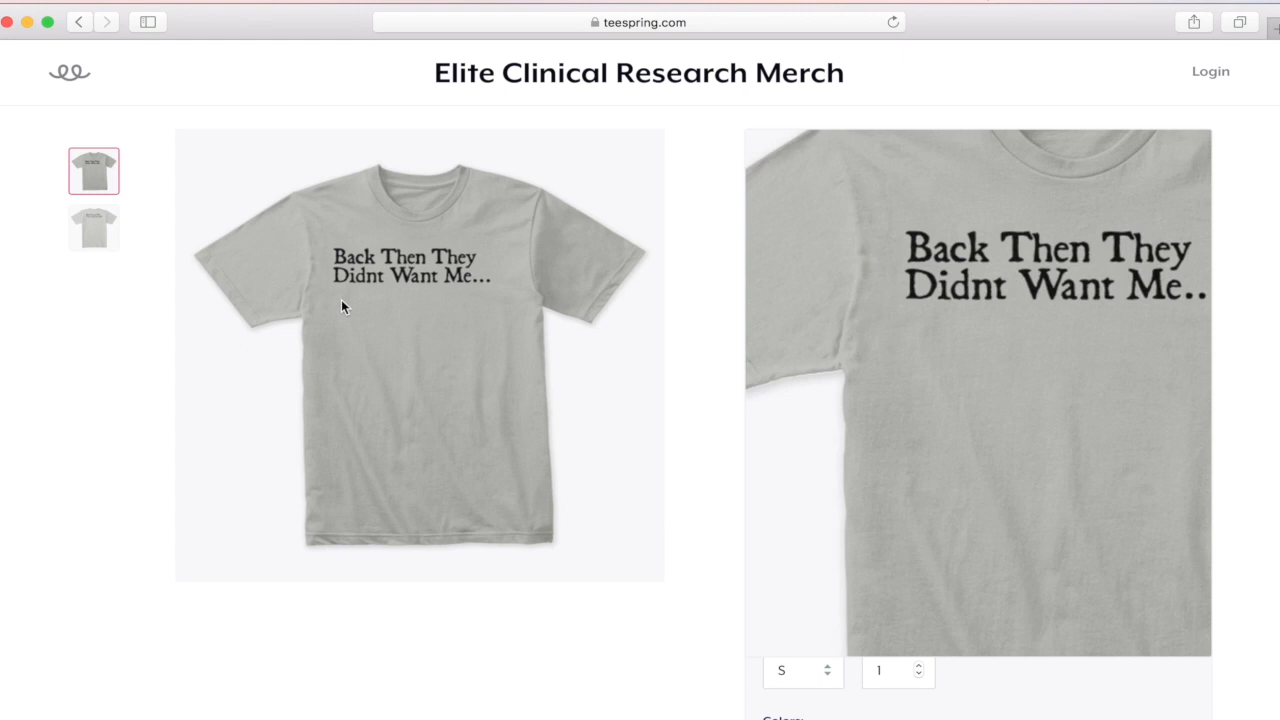 teespring.com
Elite Clinical Research Merch
Login
Back Then They
Didnt Want Me...
Back Then They
Didnt Want Me..
S
1